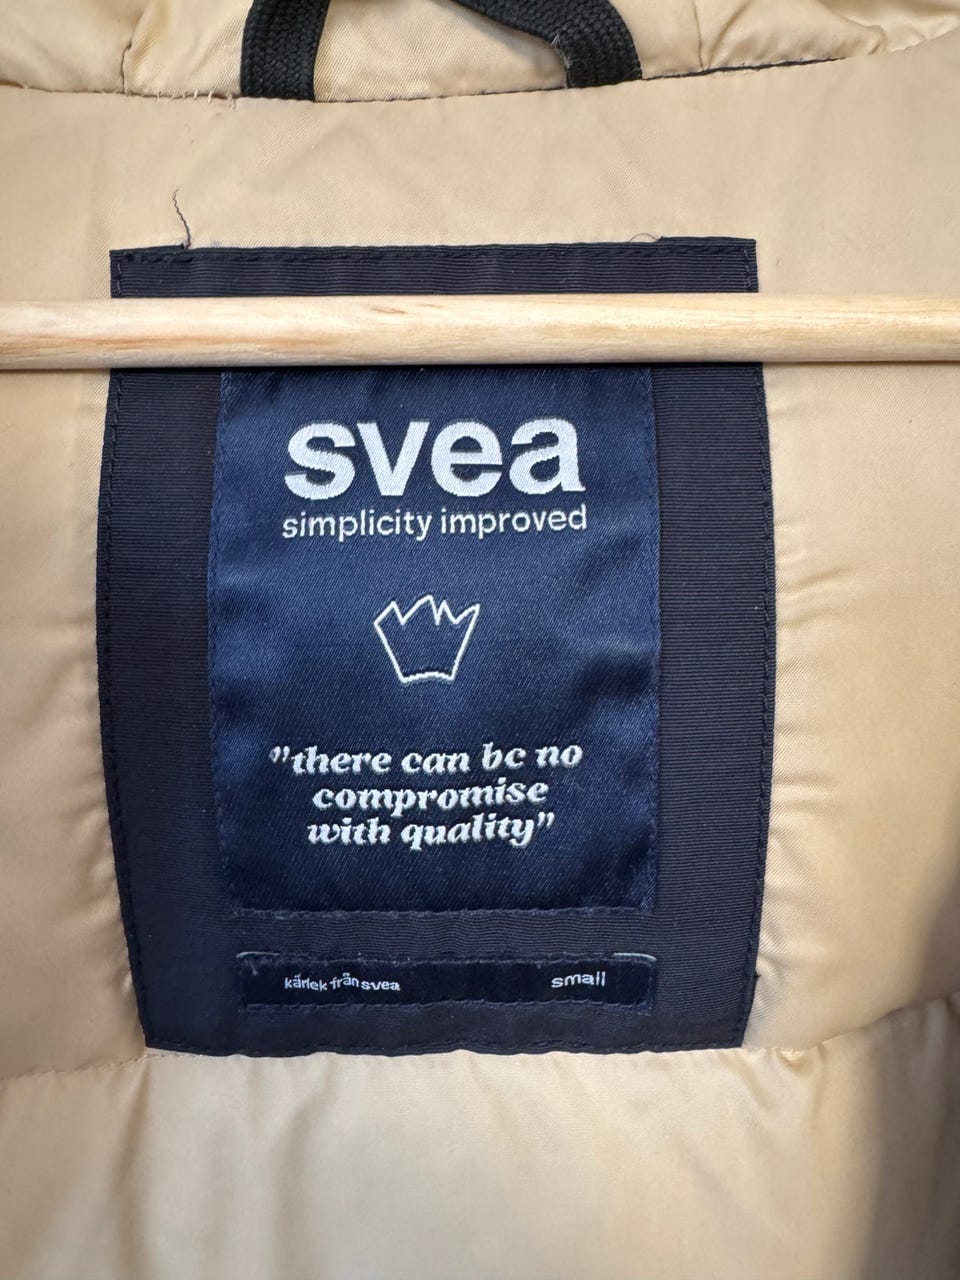 svea
simplicity improved
"there can be no
compromise
with quality"
kärlek från svea
small